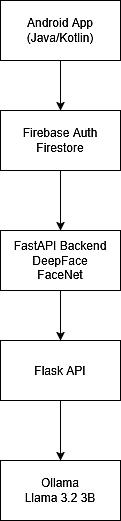 Android App
(Java/Kotlin)
Firebase Auth
Firestore
FastAPI Backend
DeepFace
FaceNet
Flask API
Ollama
Llama 3.2 3B